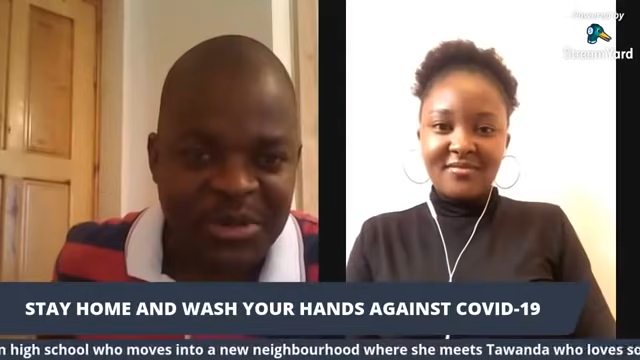 Powered by
StreamYard
STAY HOME AND WASH YOUR HANDS AGAINST COVID-19
n high school who moves into a new neighbourhood where she meets Tawanda who loves so